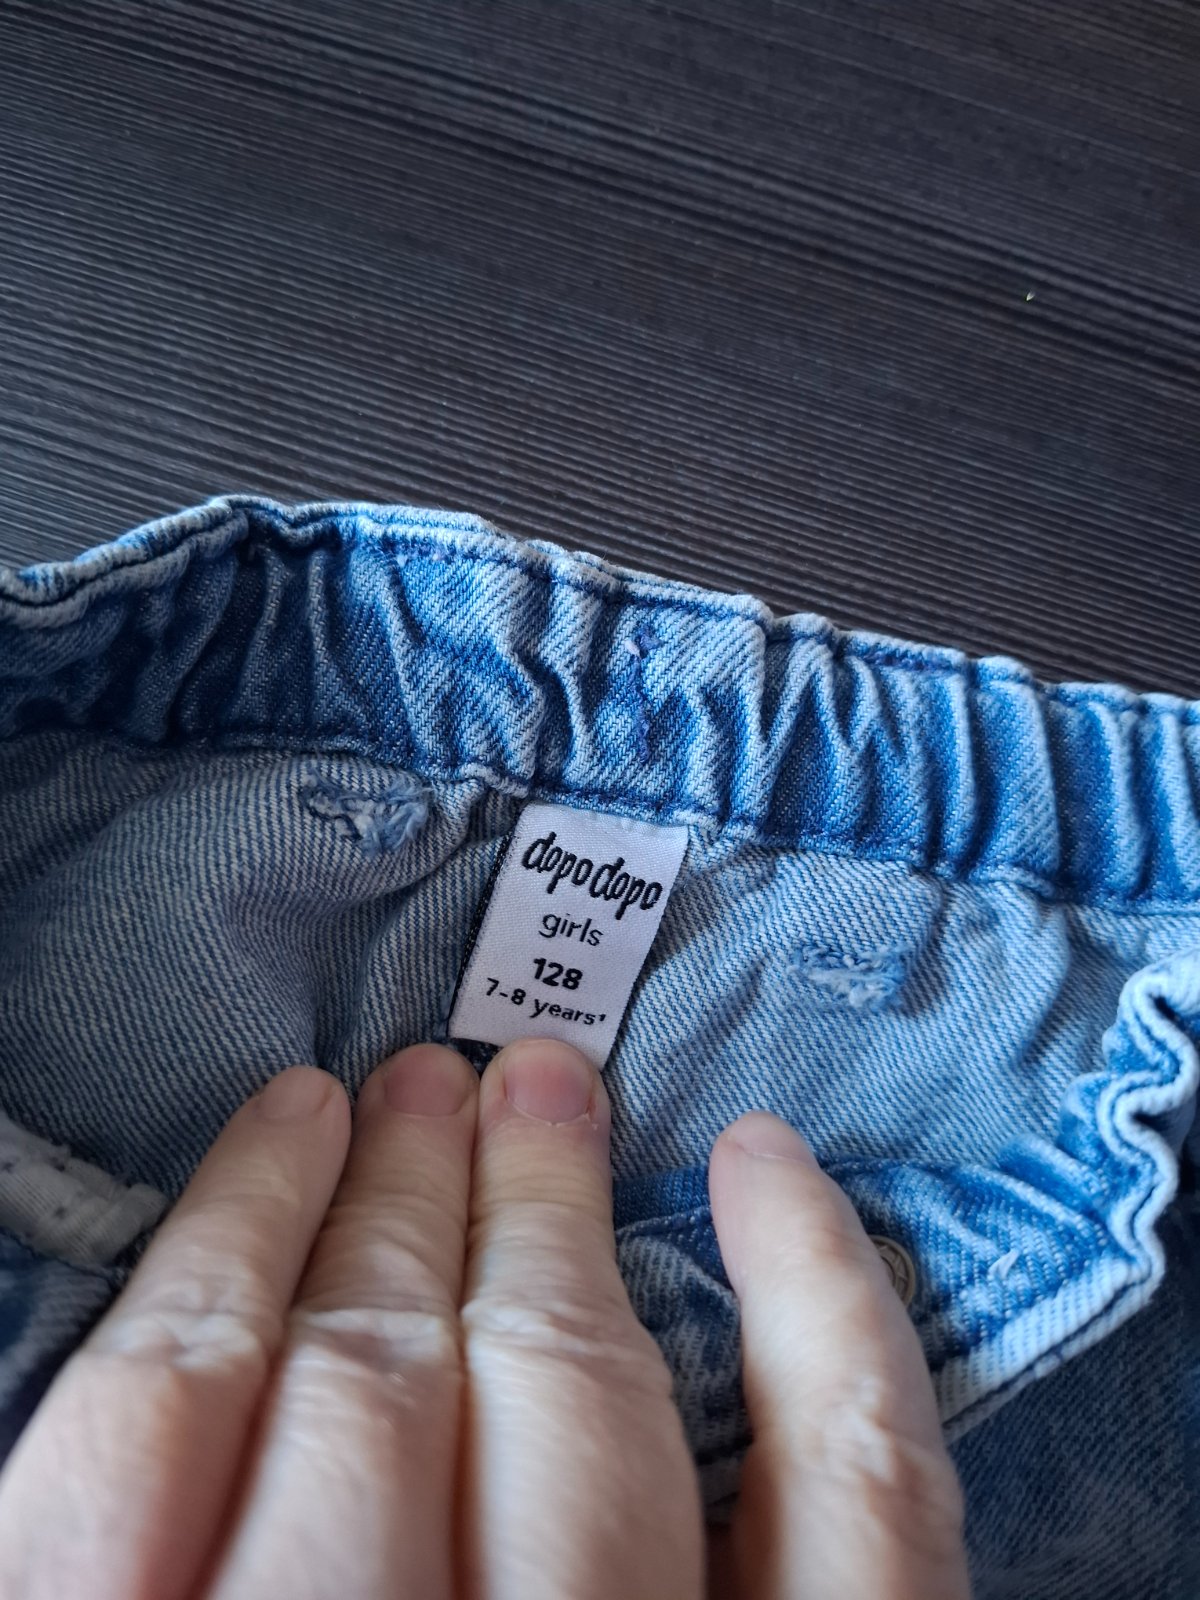 dopodopo
girls
128
7-8 years'